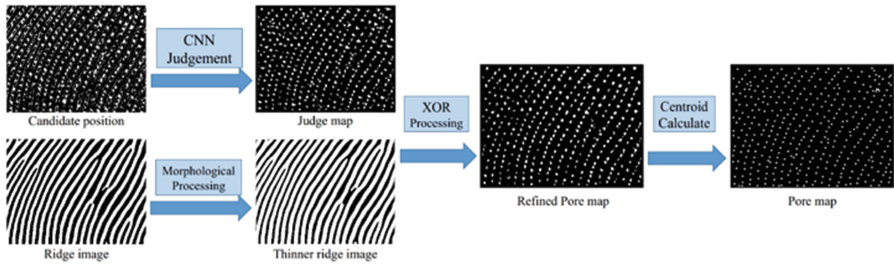 CNN
Judgement
Candidate position
Judge map
XOR
Processing
Centroid
Calculate
Morphological
Processing
Ridge image
Thinner ridge image
Refined Pore map
Pore map